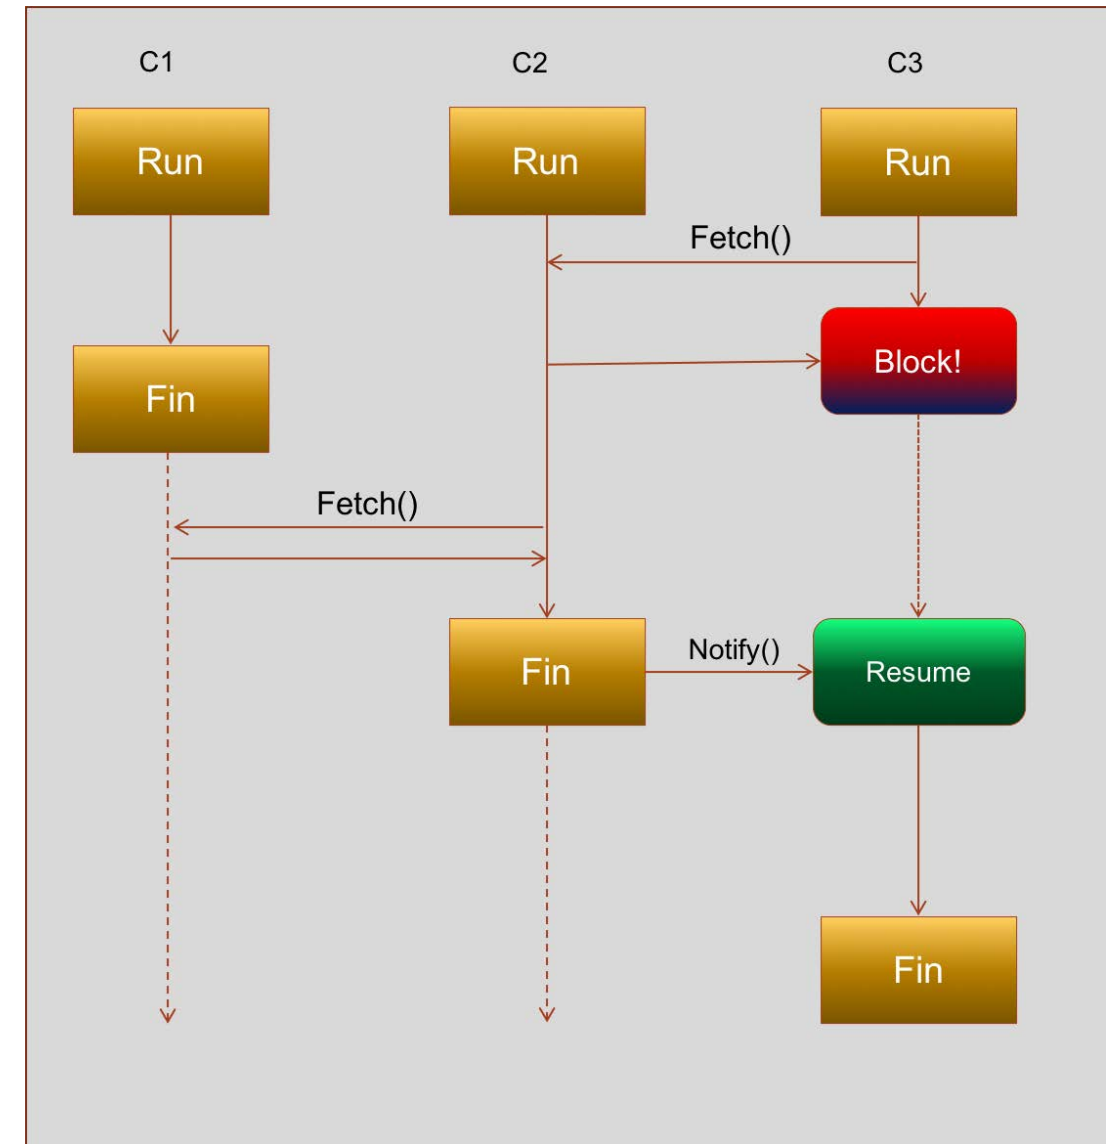 C1
C2
C3
Run
Run
Run
Fetch()
Block!
Fin
Fetch()
Fin
Notify()
Resume
Fin